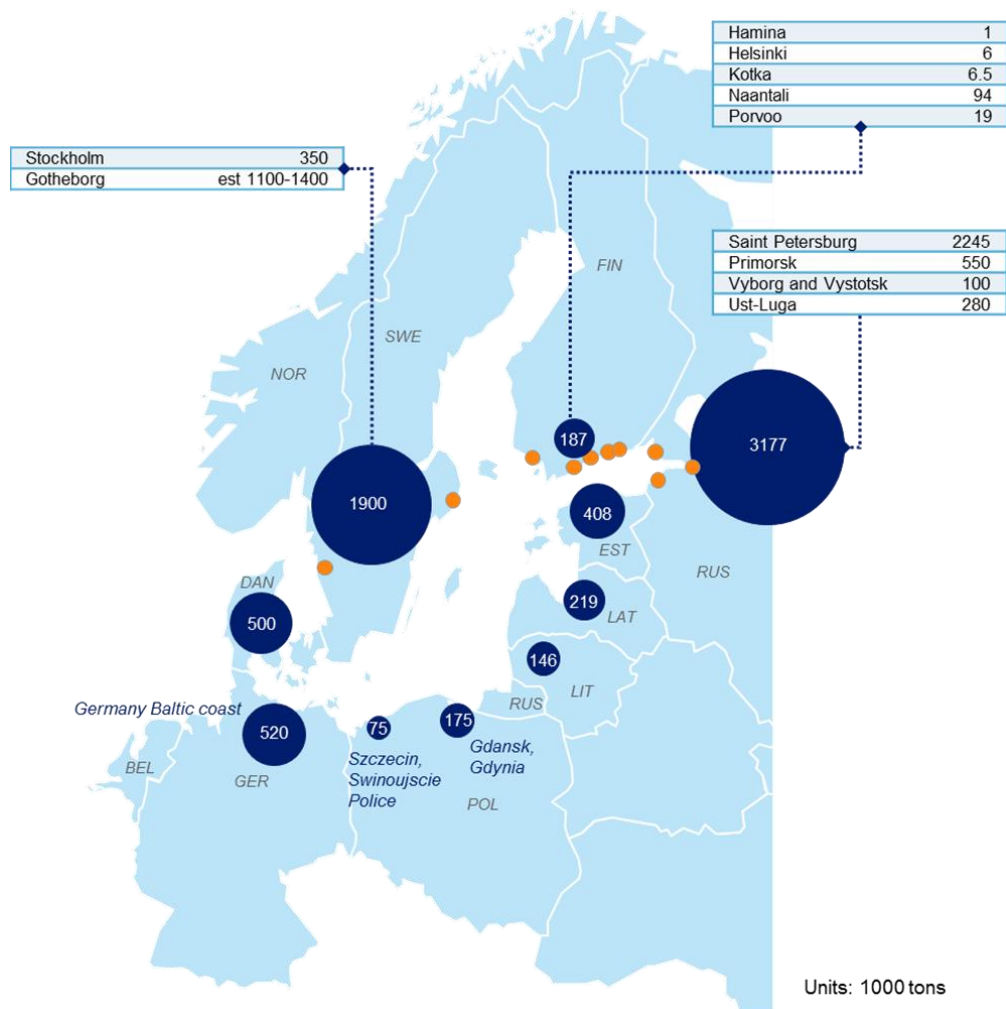 Hamina 1
Helsinki 6
Kotka 6.5
Naantali 94
Porvoo 19
Stockholm 350
Gotheborg est 1100-1400
Saint Petersburg 2245
Primorsk 550
Vyborg and Vystotsk 100
Ust-Luga 280
FIN
SWE
NOR
187
3177
1900
408
EST
RUS
DAN
219
LAT
500
146
LIT
RUS
Germany Baltic coast
520
75
175
Szczecin,
Swinoujscie
Police
Gdansk,
Gdynia
BEL
GER
POL
Units: 1000 tons